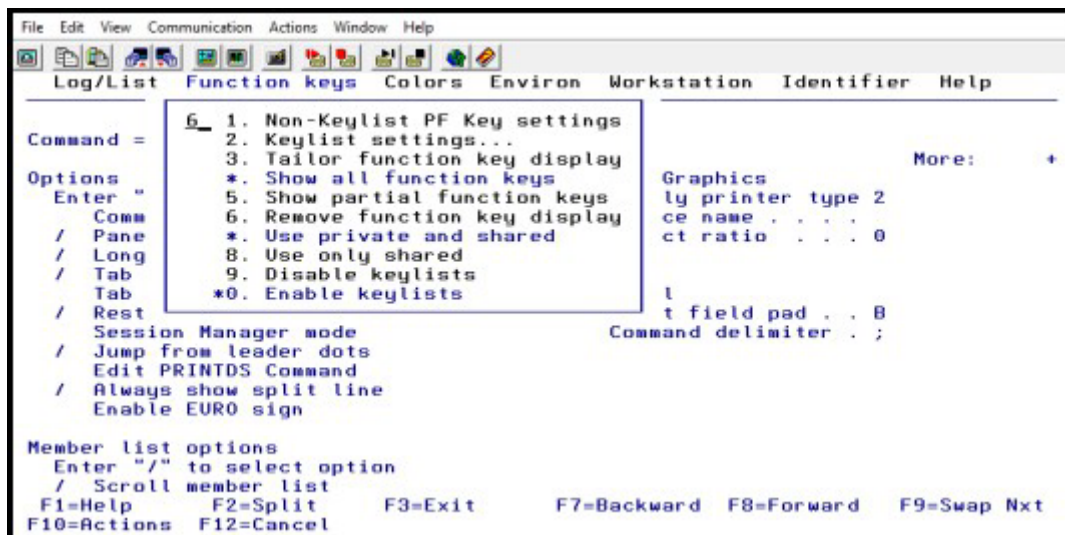 File Edit View Communication Actions Window Help
Log/List Function keys Colors Environ Workstation Identifier Help
6_ 1. Non-Keylist PF Key settings
Command = 2. Keylist settings...
3. Tailor function key display More: +
Options *. Show all function keys Graphics
Enter " 5. Show partial function keys ly printer type 2
Comm 6. Remove function key display ce name . . . .
/ Pane *. Use private and shared ct ratio . . . 0
/ Long 8. Use only shared
/ Tab 9. Disable keylists
Tab *0. Enable keylists l
/ Rest t field pad . . B
Session Manager mode Command delimiter . ;
/ Jump from leader dots
Edit PRINTDS Command
/ Always show split line
Enable EURO sign
Member list options
Enter "/" to select option
/ Scroll member list
F1=Help F2=Split F3=Exit F7=Backward F8=Forward F9=Swap Nxt
F10=Actions F12=Cancel